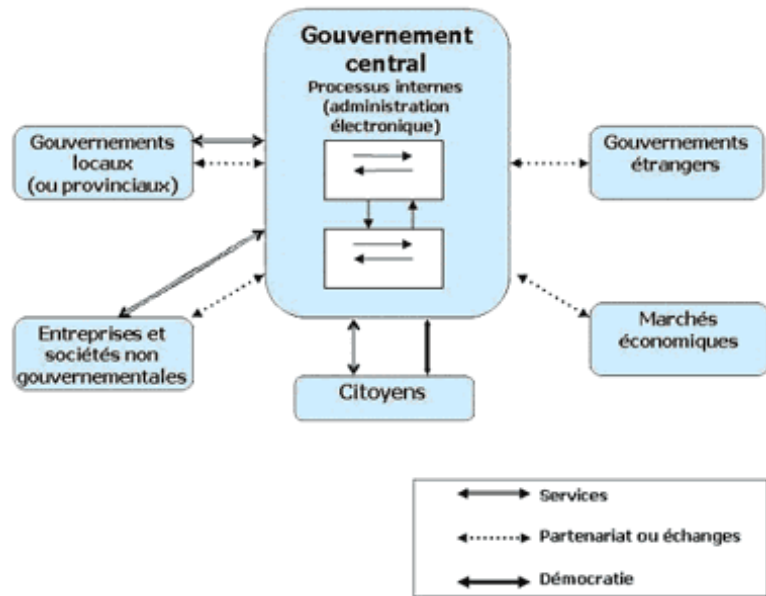 Gouvernement
central
Processus internes
(administration
électronique)
Gouvernements
locaux
(ou provinciaux)
Gouvernements
étrangers
Entreprises et
sociétés non
gouvernementales
Marchés
économiques
Citoyens
Services
Partenariat ou échanges
Démocratie